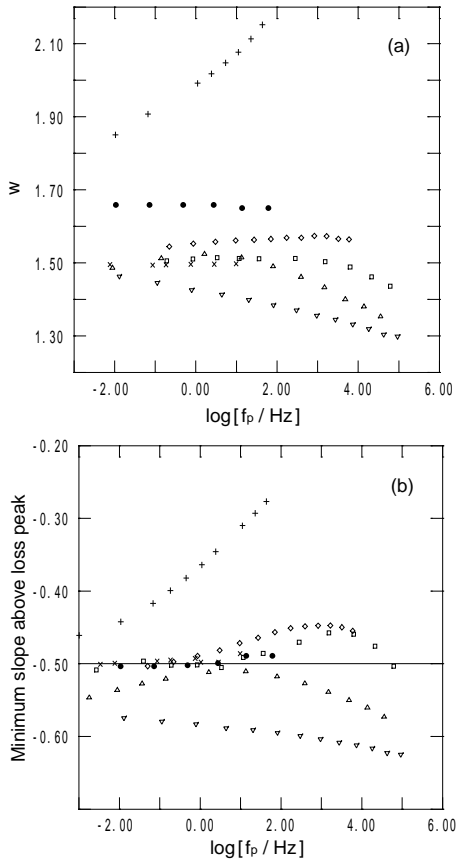 2.10
(a)
1.90
w
1.70
1.50
1.30
-2.00 0.00 2.00 4.00 6.00
log[fp / Hz]
-0.20
(b)
-0.30
Minimum slope above loss peak
-0.40
-0.50
-0.60
-2.00 0.00 2.00 4.00 6.00
log[fp / Hz]